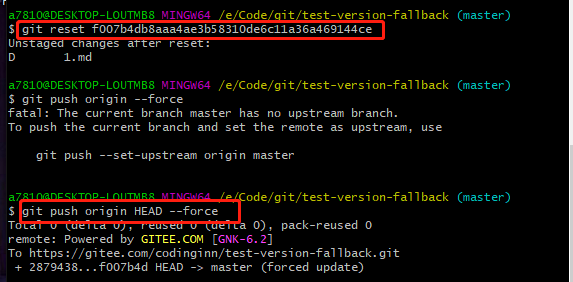 a7810@DESKTOP-LOUTMB8 MINGW64 /e/Code/git/test-version-fallback (master)
$ git reset f007b4db8aaa4ae3b58310de6c11a36a469144ce
Unstaged changes after reset:
D       1.md
a7810@DESKTOP-LOUTMB8 MINGW64 /e/Code/git/test-version-fallback (master)
$ git push origin --force
fatal: The current branch master has no upstream branch.
To push the current branch and set the remote as upstream, use
    git push --set-upstream origin master
a7810@DESKTOP-LOUTMB8 MINGW64 /e/Code/git/test-version-fallback (master)
$ git push origin HEAD --force
Total 0 (delta 0), reused 0 (delta 0), pack-reused 0
remote: Powered by GITEE.COM [GNK-6.2]
To https://gitee.com/codinginn/test-version-fallback.git
 + 2879438...f007b4d HEAD -> master (forced update)